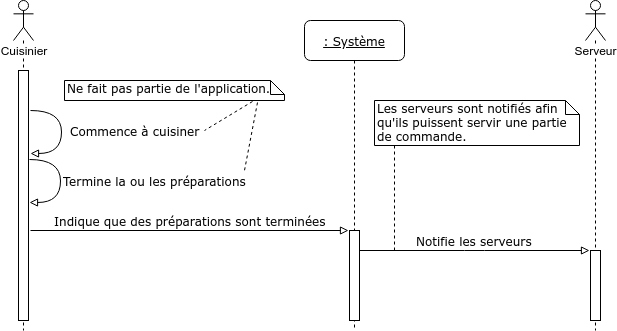 Cuisinier
: Système
Serveur
Ne fait pas partie de l'application.
Les serveurs sont notifiés afin
qu'ils puissent servir une partie
de commande.
Commence à cuisiner
Termine la ou les préparations
Indique que des préparations sont terminées
Notifie les serveurs